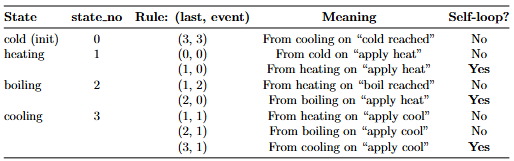 State state_no Rule: (last, event) Meaning Self-loop?
cold (init) 0 (3, 3) From cooling on “cold reached” No
heating 1 (0, 0) From cold on “apply heat” No
(1, 0) From heating on “apply heat” Yes
boiling 2 (1, 2) From heating on “boil reached” No
(2, 0) From boiling on “apply heat” Yes
cooling 3 (1, 1) From heating on “apply cool” No
(2, 1) From boiling on “apply cool” No
(3, 1) From cooling on “apply cool” Yes